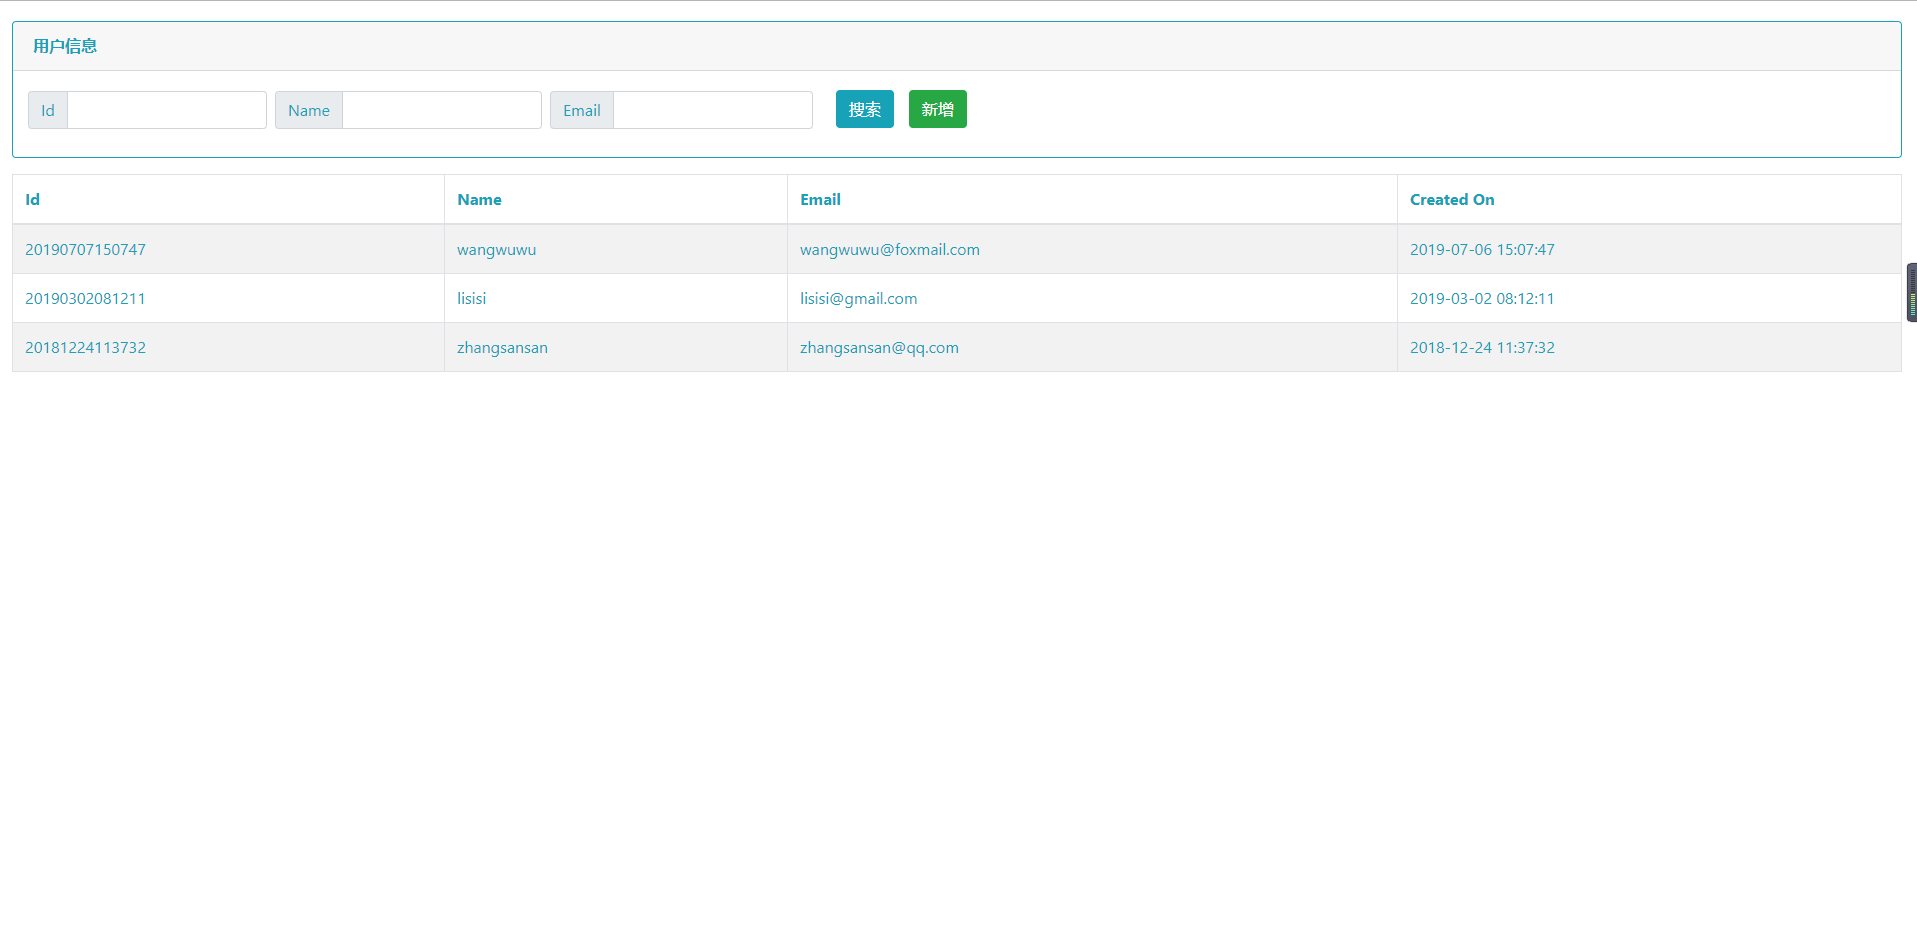 用户信息
Id Name Email 搜索 新增
Id Name Email Created On
20190707150747 wangwuwu wangwuwu@foxmail.com 2019-07-06 15:07:47
20190302081211 lisisi lisisi@gmail.com 2019-03-02 08:12:11
20181224113732 zhangsansan zhangsansan@qq.com 2018-12-24 11:37:32